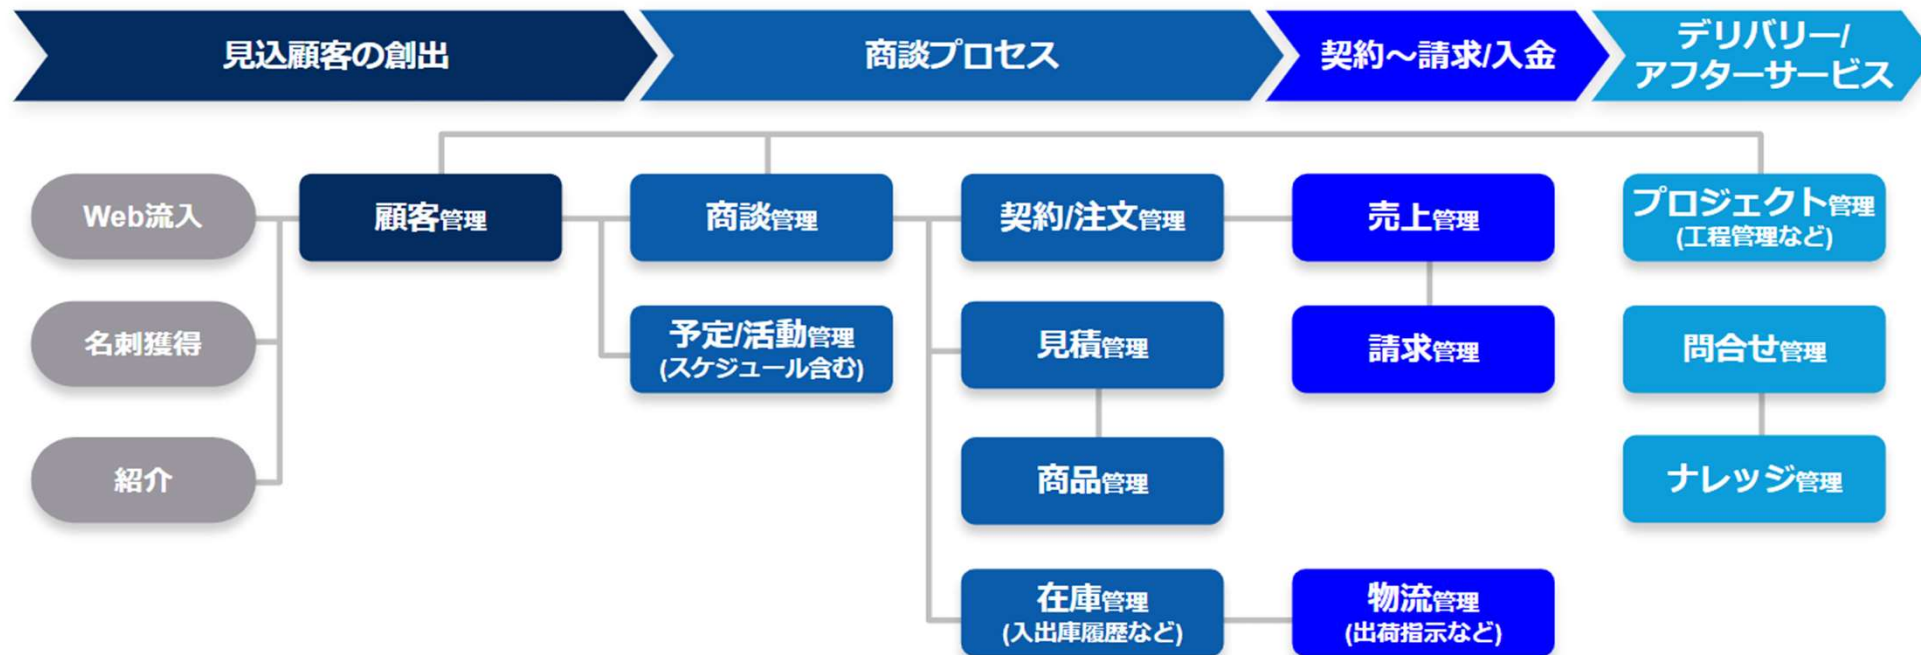 見込顧客の創出
商談プロセス
契約～請求/入金
デリバリー/
アフターサービス
Web流入
顧客管理
商談管理
契約/注文管理
売上管理
プロジェクト管理
(工程管理など)
名刺獲得
予定/活動管理
(スケジュール含む)
見積管理
請求管理
問合せ管理
紹介
商品管理
ナレッジ管理
在庫管理
(入出庫履歴など)
物流管理
(出荷指示など)